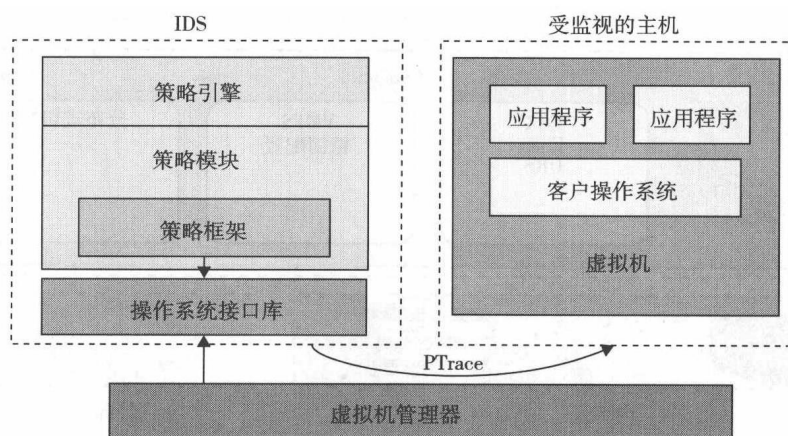 IDS
受监视的主机
策略引擎
策略模块
策略框架
操作系统接口库
应用程序
应用程序
客户操作系统
虚拟机
PTrace
虚拟机管理器